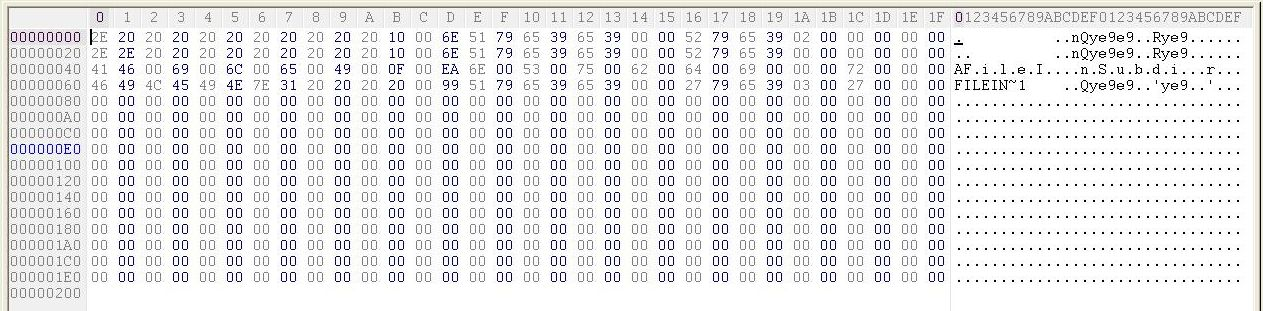 0 1 2 3 4 5 6 7 8 9 A B C D E F 10 11 12 13 14 15 16 17 18 19 1A 1B 1C 1D 1E 1F 0123456789ABCDEF0123456789ABCDEF
00000000 2E 20 20 20 20 20 20 20 20 20 20 10 00 6E 51 79 65 39 65 39 00 00 52 79 65 39 02 00 00 00 00 00 .          ..nQye9e9..Rye9......
00000020 2E 2E 20 20 20 20 20 20 20 20 20 10 00 6E 51 79 65 39 65 39 00 00 52 79 65 39 00 00 00 00 00 00 ..         ..nQye9e9..Rye9......
00000040 41 46 00 69 00 6C 00 65 00 49 00 0F 00 EA 6E 00 53 00 75 00 62 00 64 00 69 00 00 00 72 00 00 00 AF.i.l.e.I....n.S.u.b.d.i...r...
00000060 46 49 4C 45 49 4E 7E 31 20 20 20 20 00 99 51 79 65 39 65 39 00 00 27 79 65 39 03 00 27 00 00 00 FILEIN~1    ..Qye9e9..'ye9..'...
00000080 00 00 00 00 00 00 00 00 00 00 00 00 00 00 00 00 00 00 00 00 00 00 00 00 00 00 00 00 00 00 00 00 ................................
000000A0 00 00 00 00 00 00 00 00 00 00 00 00 00 00 00 00 00 00 00 00 00 00 00 00 00 00 00 00 00 00 00 00 ................................
000000C0 00 00 00 00 00 00 00 00 00 00 00 00 00 00 00 00 00 00 00 00 00 00 00 00 00 00 00 00 00 00 00 00 ................................
000000E0 00 00 00 00 00 00 00 00 00 00 00 00 00 00 00 00 00 00 00 00 00 00 00 00 00 00 00 00 00 00 00 00 ................................
00000100 00 00 00 00 00 00 00 00 00 00 00 00 00 00 00 00 00 00 00 00 00 00 00 00 00 00 00 00 00 00 00 00 ................................
00000120 00 00 00 00 00 00 00 00 00 00 00 00 00 00 00 00 00 00 00 00 00 00 00 00 00 00 00 00 00 00 00 00 ................................
00000140 00 00 00 00 00 00 00 00 00 00 00 00 00 00 00 00 00 00 00 00 00 00 00 00 00 00 00 00 00 00 00 00 ................................
00000160 00 00 00 00 00 00 00 00 00 00 00 00 00 00 00 00 00 00 00 00 00 00 00 00 00 00 00 00 00 00 00 00 ................................
00000180 00 00 00 00 00 00 00 00 00 00 00 00 00 00 00 00 00 00 00 00 00 00 00 00 00 00 00 00 00 00 00 00 ................................
000001A0 00 00 00 00 00 00 00 00 00 00 00 00 00 00 00 00 00 00 00 00 00 00 00 00 00 00 00 00 00 00 00 00 ................................
000001C0 00 00 00 00 00 00 00 00 00 00 00 00 00 00 00 00 00 00 00 00 00 00 00 00 00 00 00 00 00 00 00 00 ................................
000001E0 00 00 00 00 00 00 00 00 00 00 00 00 00 00 00 00 00 00 00 00 00 00 00 00 00 00 00 00 00 00 00 00 ................................
00000200